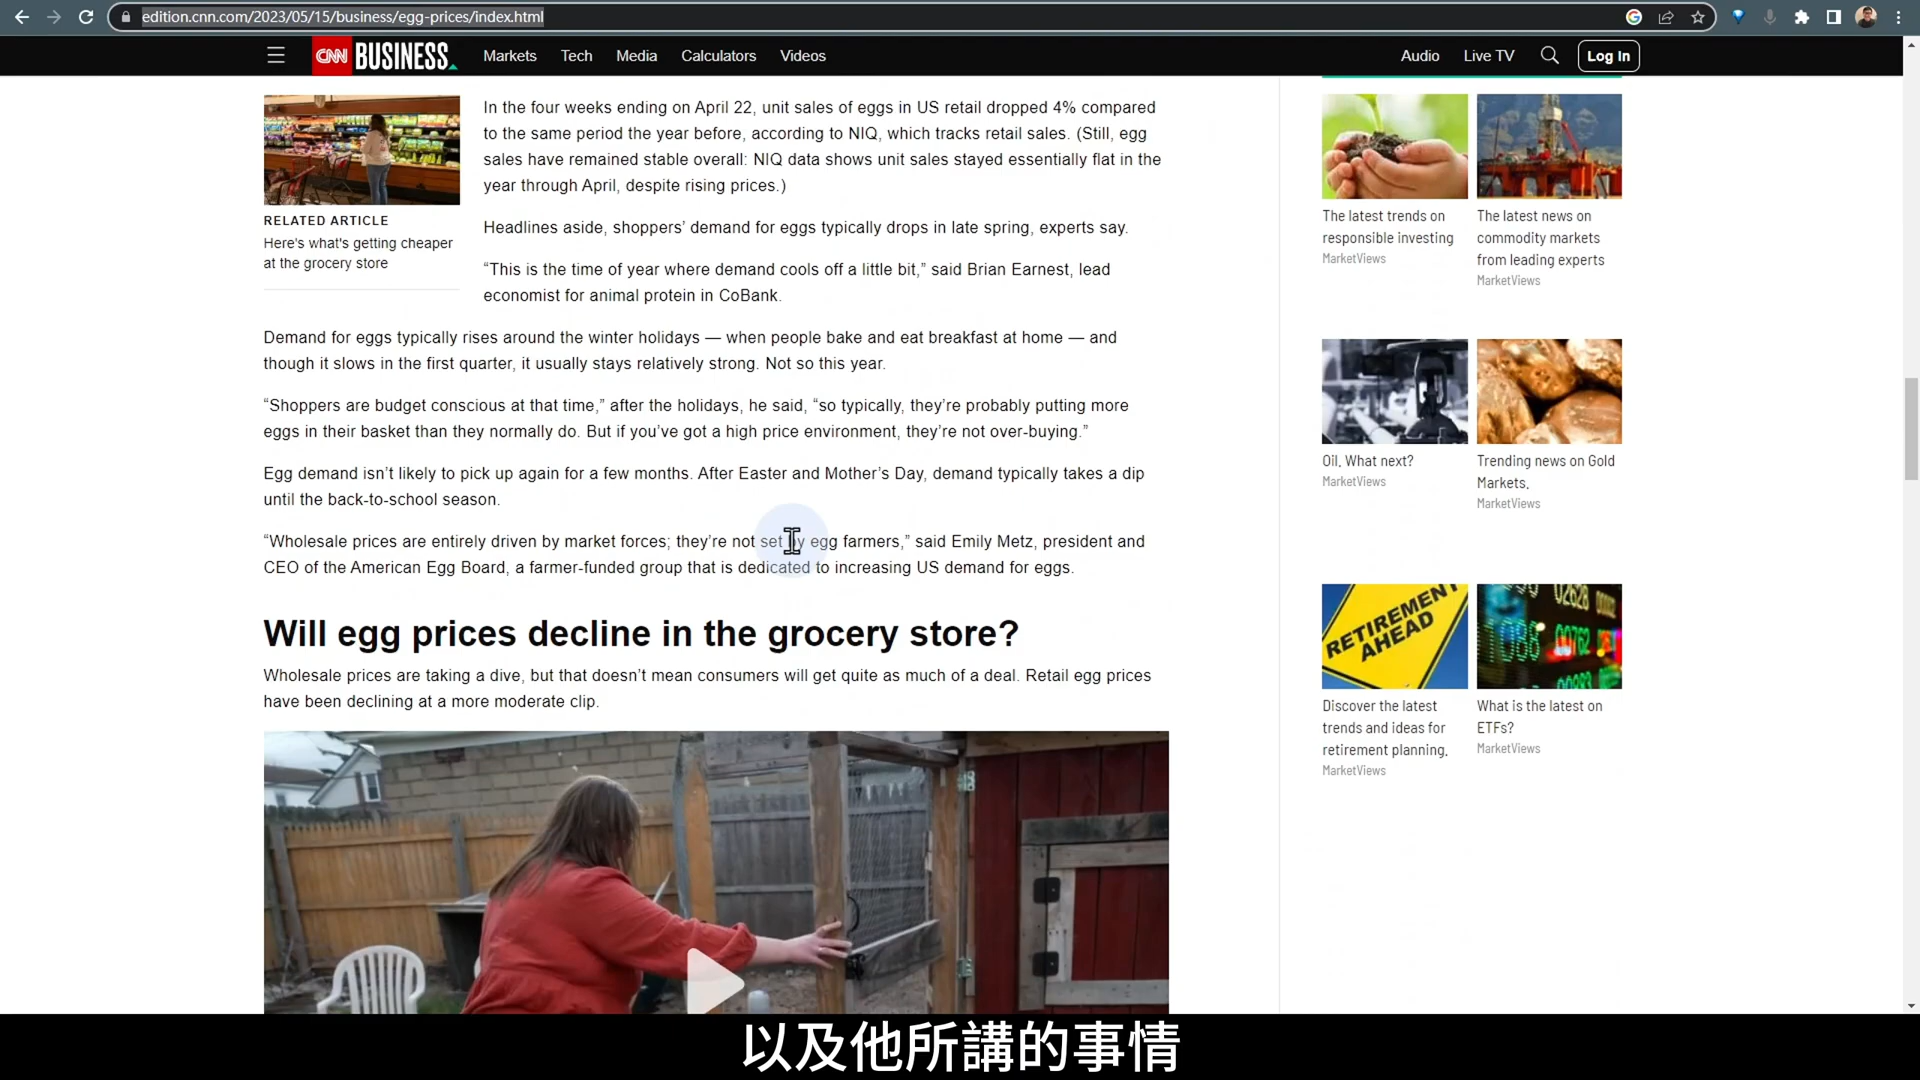 edition.cnn.com/2023/05/15/business/egg-prices/index.html
CNN BUSINESS
Markets Tech Media Calculators Videos
Audio Live TV Log In
RELATED ARTICLE
Here's what's getting cheaper
at the grocery store
In the four weeks ending on April 22, unit sales of eggs in US retail dropped 4% compared
to the same period the year before, according to NIQ, which tracks retail sales. (Still, egg
sales have remained stable overall: NIQ data shows unit sales stayed essentially flat in the
year through April, despite rising prices.)
Headlines aside, shoppers’ demand for eggs typically drops in late spring, experts say.
“This is the time of year where demand cools off a little bit,” said Brian Earnest, lead
economist for animal protein in CoBank.
Demand for eggs typically rises around the winter holidays — when people bake and eat breakfast at home — and
though it slows in the first quarter, it usually stays relatively strong. Not so this year.
“Shoppers are budget conscious at that time,” after the holidays, he said, “so typically, they’re probably putting more
eggs in their basket than they normally do. But if you’ve got a high price environment, they’re not over-buying.”
Egg demand isn’t likely to pick up again for a few months. After Easter and Mother’s Day, demand typically takes a dip
until the back-to-school season.
“Wholesale prices are entirely driven by market forces; they’re not set by egg farmers,” said Emily Metz, president and
CEO of the American Egg Board, a farmer-funded group that is dedicated to increasing US demand for eggs.
Will egg prices decline in the grocery store?
Wholesale prices are taking a dive, but that doesn’t mean consumers will get quite as much of a deal. Retail egg prices
have been declining at a more moderate clip.
The latest trends on
responsible investing
MarketViews
The latest news on
commodity markets
from leading experts
MarketViews
Oil. What next?
MarketViews
Trending news on Gold
Markets.
MarketViews
RETIREMENT
AHEAD
Discover the latest
trends and ideas for
retirement planning.
MarketViews
What is the latest on
ETFs?
MarketViews
以及他所講的事情